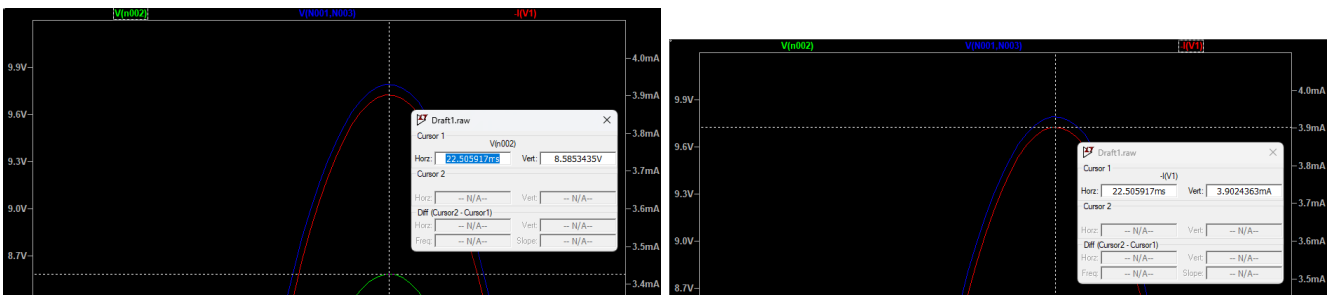 V(n002) V(N001,N003) -I(V1)
9.9V
9.6V
9.3V
9.0V
8.7V
4.0mA
3.9mA
3.8mA
3.7mA
3.6mA
3.5mA
3.4mA
Draft1.raw
Cursor 1
V(n002)
Horz: 22.505917ms Vert: 8.5853435V
Cursor 2
Horz: -- N/A-- Vert: -- N/A--
Diff (Cursor2 - Cursor1)
Horz: -- N/A-- Vert: -- N/A--
Freq: -- N/A-- Slope: -- N/A--
V(n002) V(N001,N003) -I(V1)
9.9V
9.6V
9.3V
9.0V
8.7V
4.0mA
3.9mA
3.8mA
3.7mA
3.6mA
3.5mA
Draft1.raw
Cursor 1
-I(V1)
Horz: 22.505917ms Vert: 3.9024363mA
Cursor 2
Horz: -- N/A-- Vert: -- N/A--
Diff (Cursor2 - Cursor1)
Horz: -- N/A-- Vert: -- N/A--
Freq: -- N/A-- Slope: -- N/A--